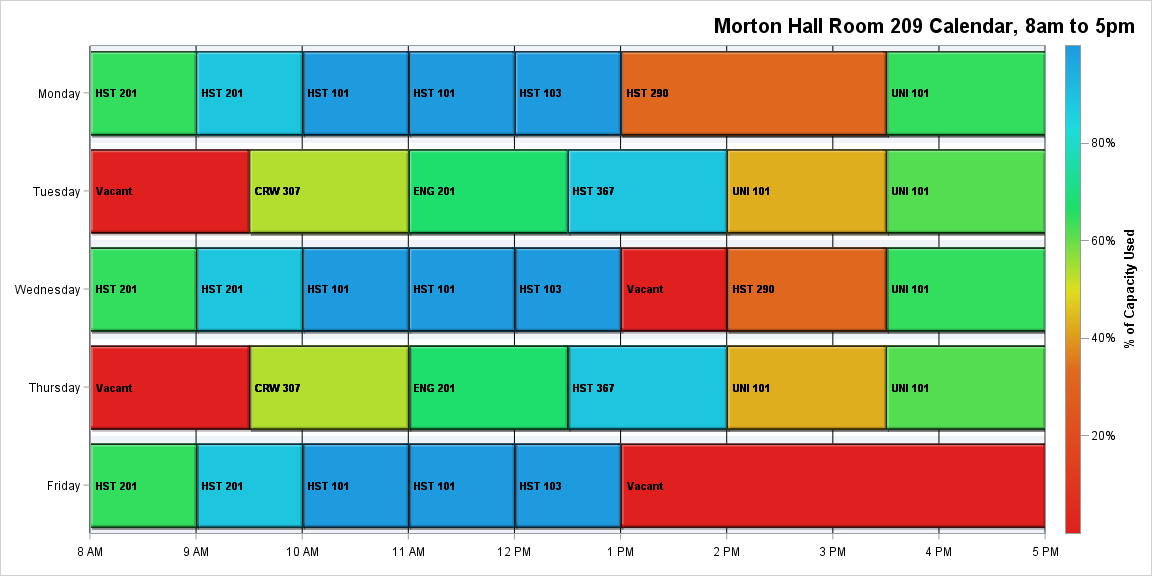 Morton Hall Room 209 Calendar, 8am to 5pm
Monday HST 201 HST 201 HST 101 HST 101 HST 103 HST 290 UNI 101
Tuesday Vacant CRW 307 ENG 201 HST 367 UNI 101 UNI 101
Wednesday HST 201 HST 201 HST 101 HST 101 HST 103 Vacant HST 290 UNI 101
Thursday Vacant CRW 307 ENG 201 HST 367 UNI 101 UNI 101
Friday HST 201 HST 201 HST 101 HST 101 HST 103 Vacant
8 AM 9 AM 10 AM 11 AM 12 PM 1 PM 2 PM 3 PM 4 PM 5 PM
80%
60%
40%
20%
% of Capacity Used